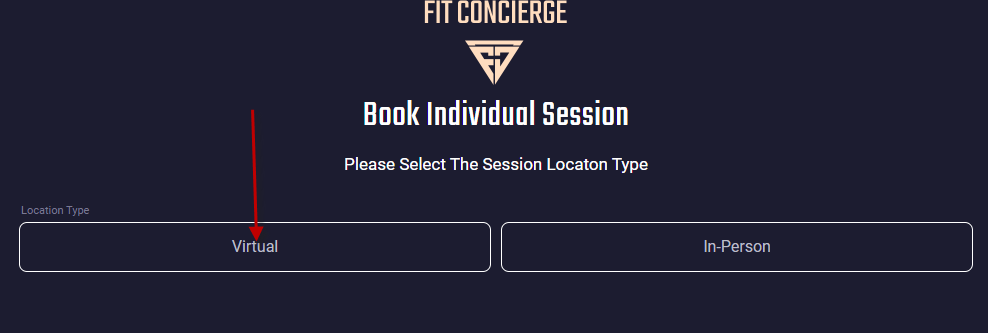 FIT CONCIERGE
Book Individual Session
Please Select The Session Locaton Type
Location Type
Virtual
In-Person